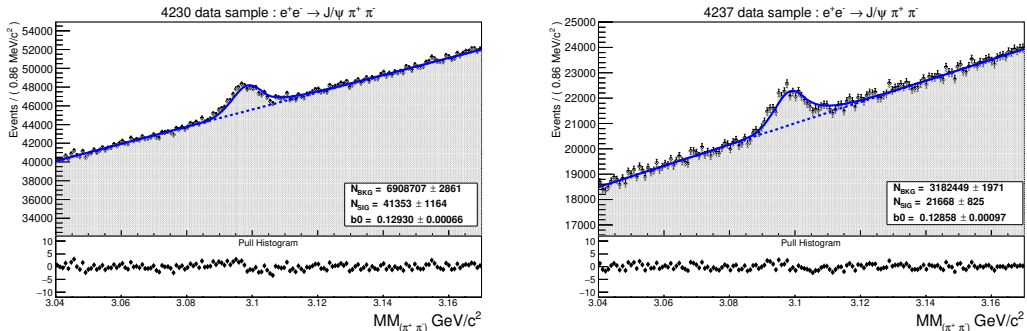 4230 data sample : e⁺e⁻ → J/ψ π⁺ π⁻
Events / ( 0.86 MeV/c²)
54000
52000
50000
48000
46000
44000
42000
40000
38000
36000
34000
N_BKG = 6908707 ± 2861
N_SIG = 41353 ± 1164
b0 = 0.12930 ± 0.00066
Pull Histogram
10
5
0
−5
−10
3.04 3.06 3.08 3.1 3.12 3.14 3.16
MM_(π⁺ π⁻) GeV/c²
4237 data sample : e⁺e⁻ → J/ψ π⁺ π⁻
Events / ( 0.86 MeV/c²)
25000
24000
23000
22000
21000
20000
19000
18000
17000
N_BKG = 3182449 ± 1971
N_SIG = 21668 ± 825
b0 = 0.12858 ± 0.00097
Pull Histogram
10
5
0
−5
−10
3.04 3.06 3.08 3.1 3.12 3.14 3.16
MM_(π⁺ π⁻) GeV/c²